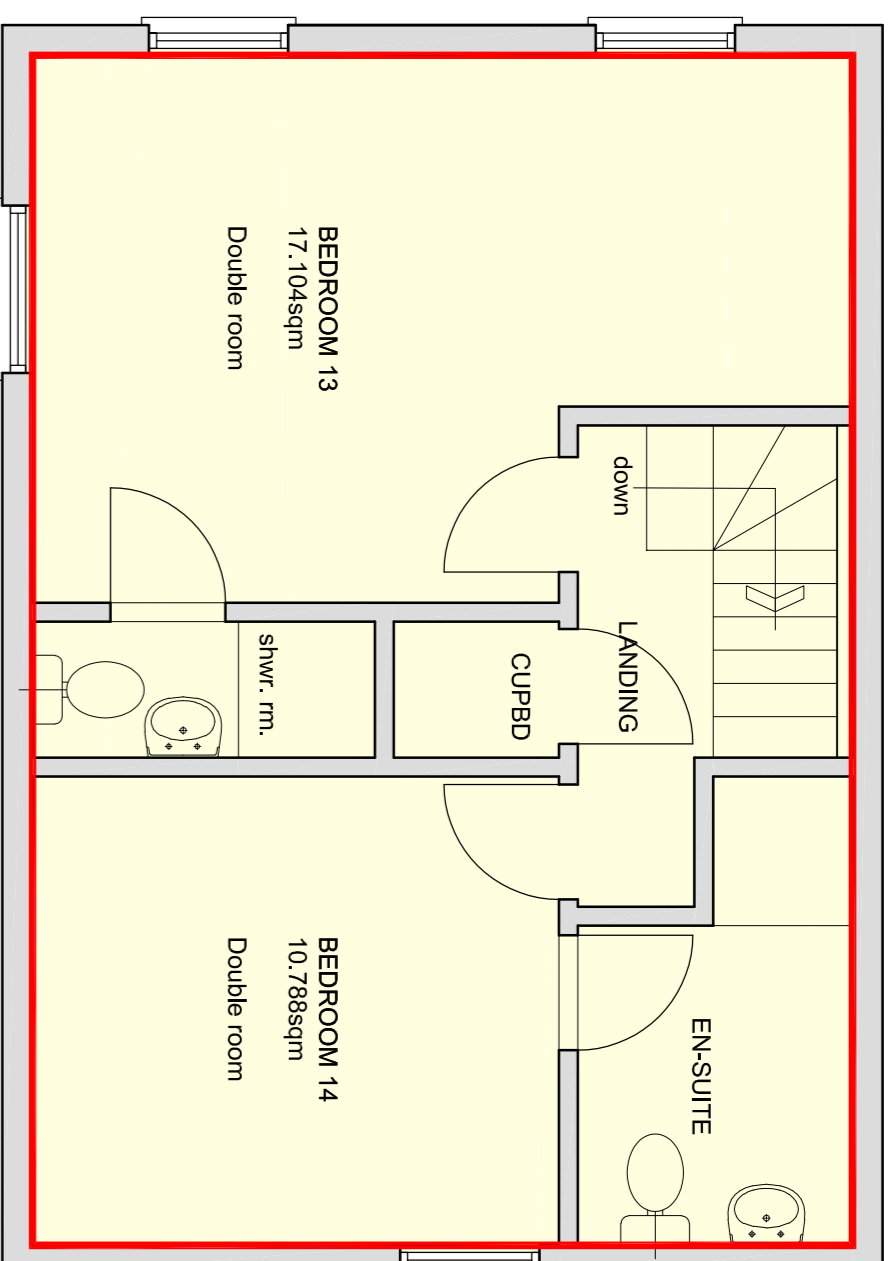 BEDROOM 13
17.104sqm
Double room
down
LANDING
CUPBD
shwr. rm.
EN-SUITE
BEDROOM 14
10.788sqm
Double room